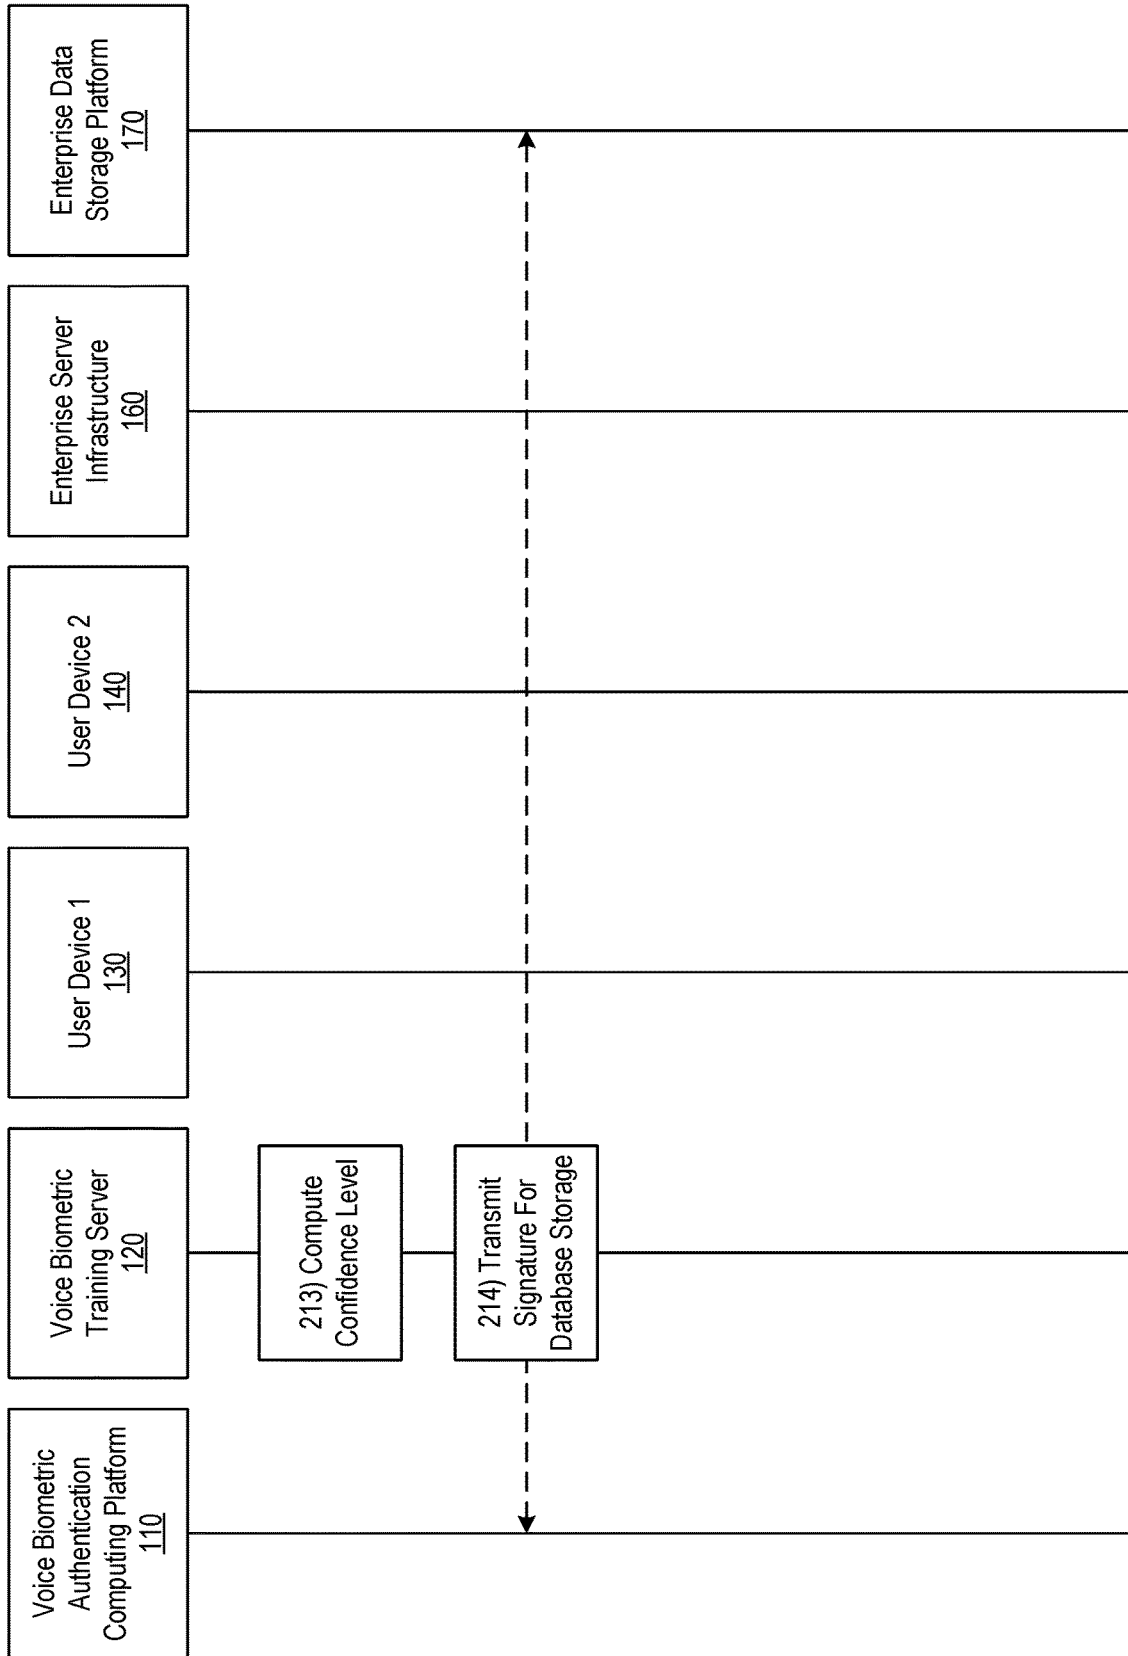 Voice Biometric
Authentication
Computing Platform
110
Voice Biometric
Training Server
120
User Device 1
130
User Device 2
140
Enterprise Server
Infrastructure
160
Enterprise Data
Storage Platform
170
213) Compute
Confidence Level
214) Transmit
Signature For
Database Storage